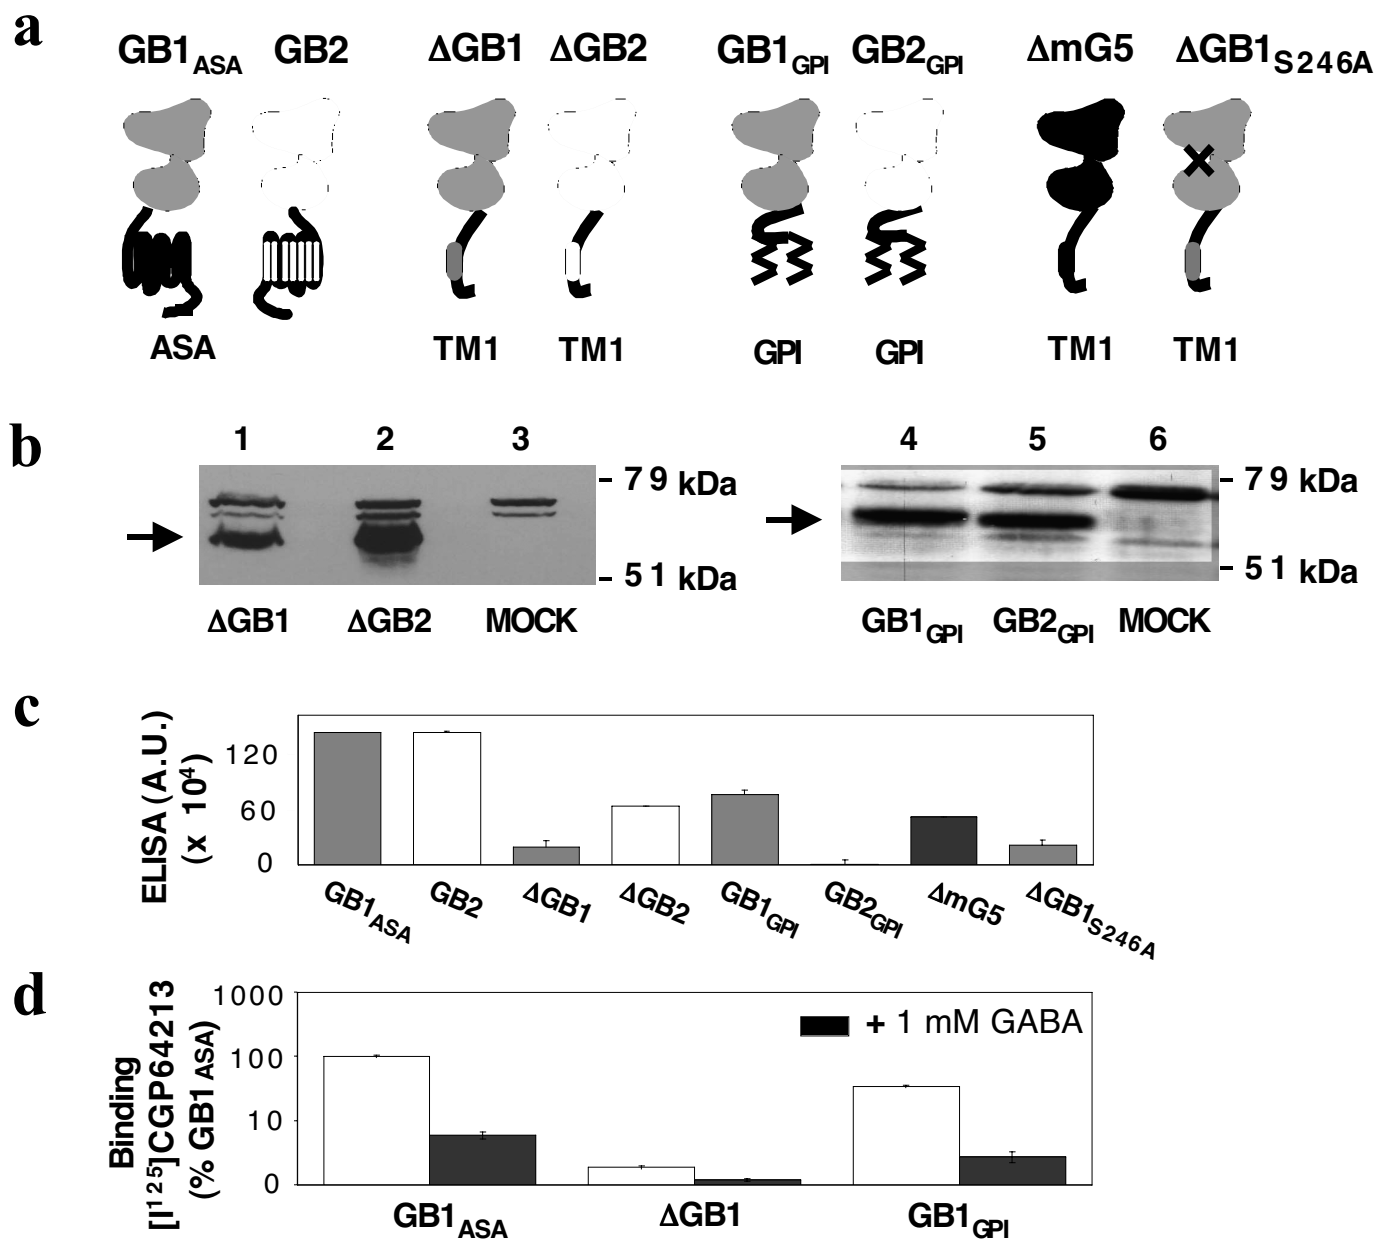 a
GB1ASA GB2 ΔGB1 ΔGB2 GB1GPI GB2GPI ΔmG5 ΔGB1S246A
ASA TM1 TM1 GPI GPI TM1 TM1
b
1 2 3 4 5 6
79 kDa 79 kDa
51 kDa 51 kDa
ΔGB1 ΔGB2 MOCK GB1GPI GB2GPI MOCK
c
ELISA (A.U.)
(x 10⁴)
120
60
0
GB1ASA GB2 ΔGB1 ΔGB2 GB1GPI GB2GPI ΔmG5 ΔGB1S246A
d
Binding
[I¹²⁵]CGP64213
(% GB1ASA)
1000
100
10
0
+ 1 mM GABA
GB1ASA ΔGB1 GB1GPI